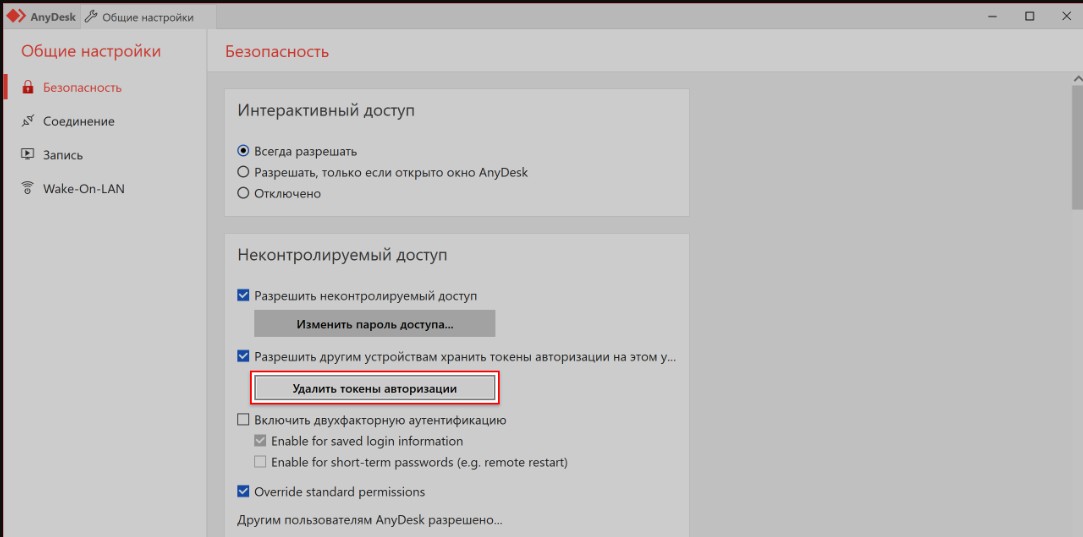 AnyDesk
Общие настройки
Общие настройки
Безопасность
Соединение
Запись
Wake-On-LAN
Безопасность
Интерактивный доступ
Всегда разрешать
Разрешать, только если открыто окно AnyDesk
Отключено
Неконтролируемый доступ
Разрешить неконтролируемый доступ
Изменить пароль доступа...
Разрешить другим устройствам хранить токены авторизации на этом у...
Удалить токены авторизации
Включить двухфакторную аутентификацию
Enable for saved login information
Enable for short-term passwords (e.g. remote restart)
Override standard permissions
Другим пользователям AnyDesk разрешено...